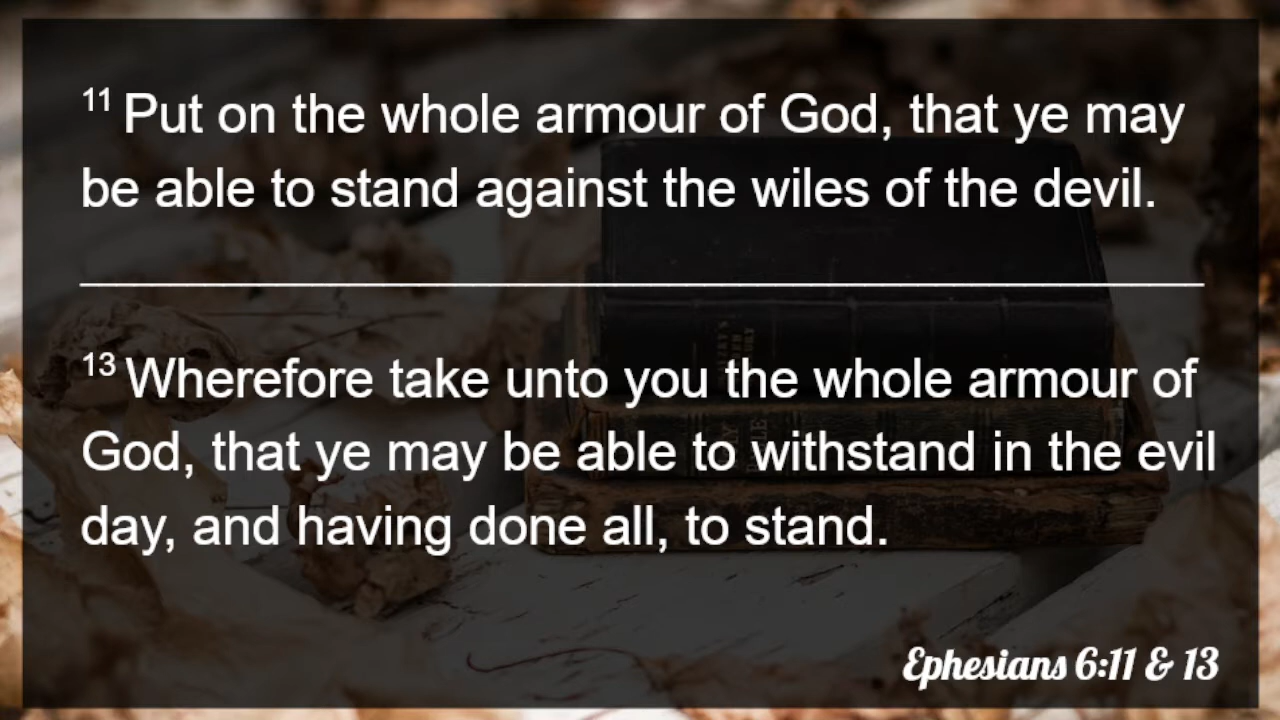 11 Put on the whole armour of God, that ye may
be able to stand against the wiles of the devil.
13 Wherefore take unto you the whole armour of
God, that ye may be able to withstand in the evil
day, and having done all, to stand.
Ephesians 6:11 & 13